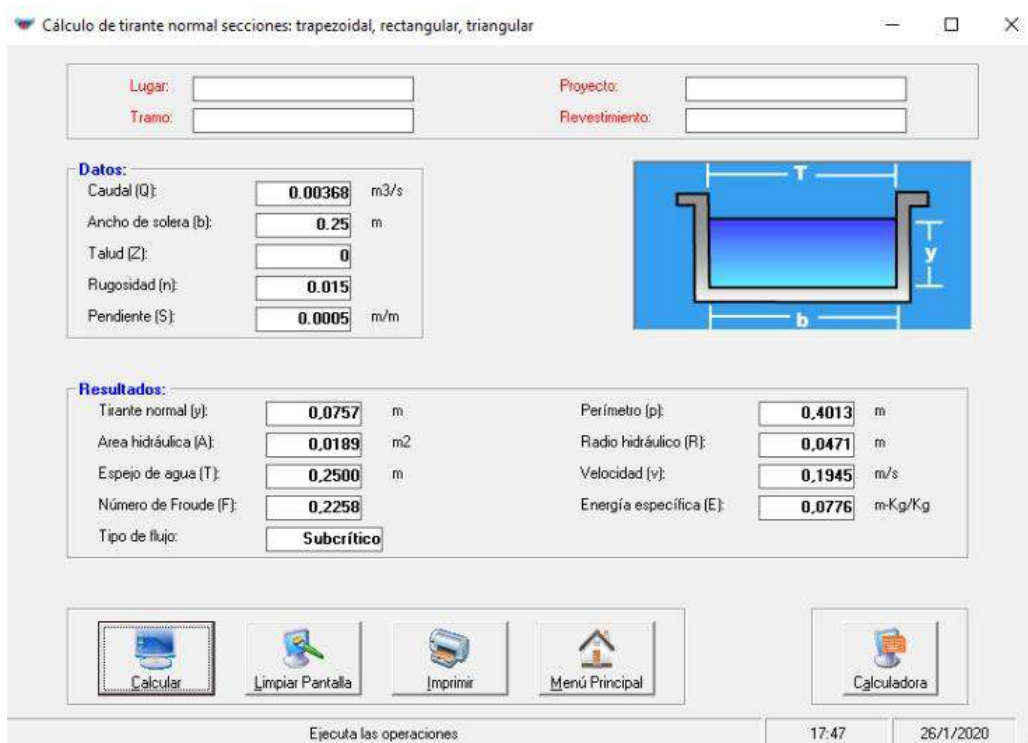 Cálculo de tirante normal secciones: trapezoidal, rectangular, triangular
Lugar: Proyecto:
Tramo: Revestimiento:
Datos:
Caudal (Q): 0.00368 m3/s
Ancho de solera (b): 0.25 m
Talud (Z): 0
Rugosidad (n): 0.015
Pendiente (S): 0.0005 m/m
T
y
b
Resultados:
Tirante normal (y): 0,0757 m Perímetro (p): 0,4013 m
Area hidráulica (A): 0,0189 m2 Radio hidráulico (R): 0,0471 m
Espejo de agua (T): 0,2500 m Velocidad (v): 0,1945 m/s
Número de Froude (F): 0,2258 Energía específica (E): 0,0776 m-Kg/Kg
Tipo de flujo: Subcrítico
Calcular Limpiar Pantalla Imprimir Menú Principal Calculadora
Ejecuta las operaciones 17:47 26/1/2020